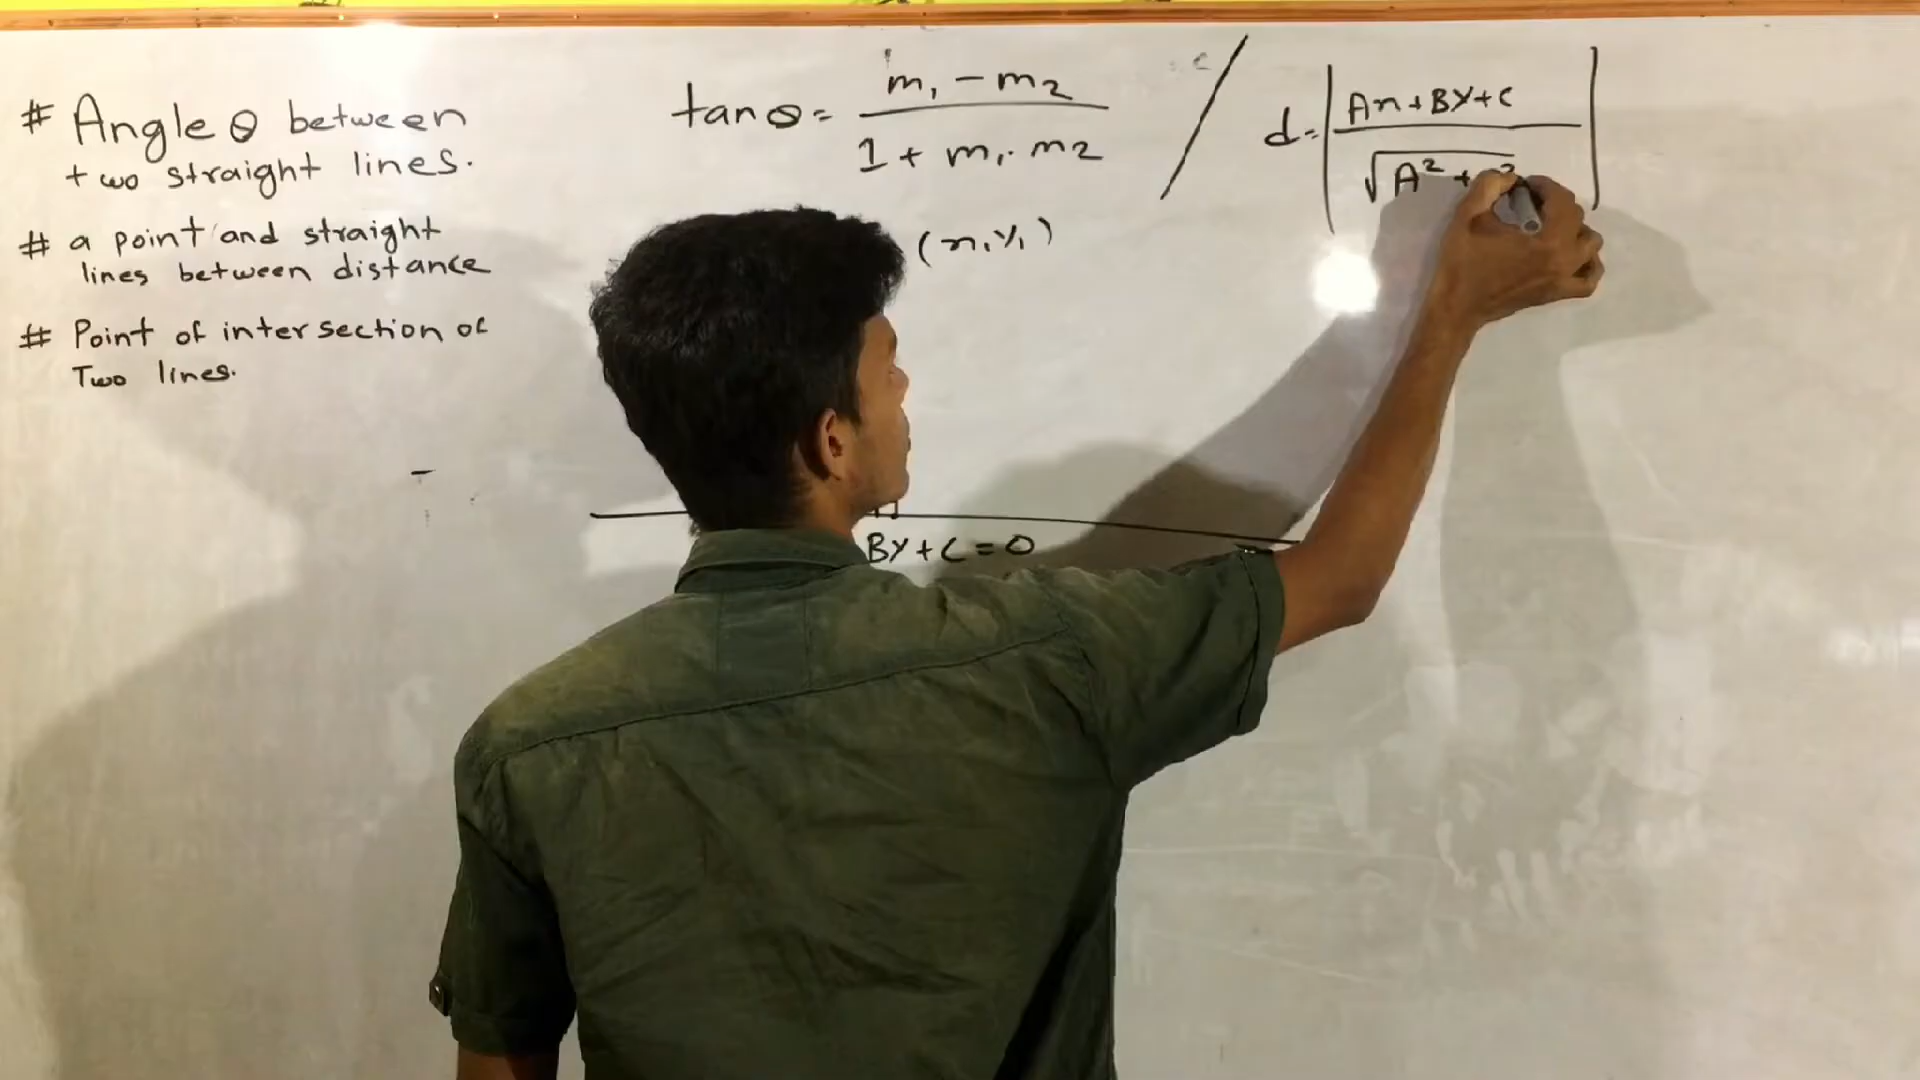 # Angle θ between
two straight lines.
# a point and straight
lines between distance
# Point of intersection of
Two lines.
tanθ = m₁ - m₂ / 1 + m₁. m₂
d = | Ax + By + C / √A² +
(x₁ y₁)
By + C = 0